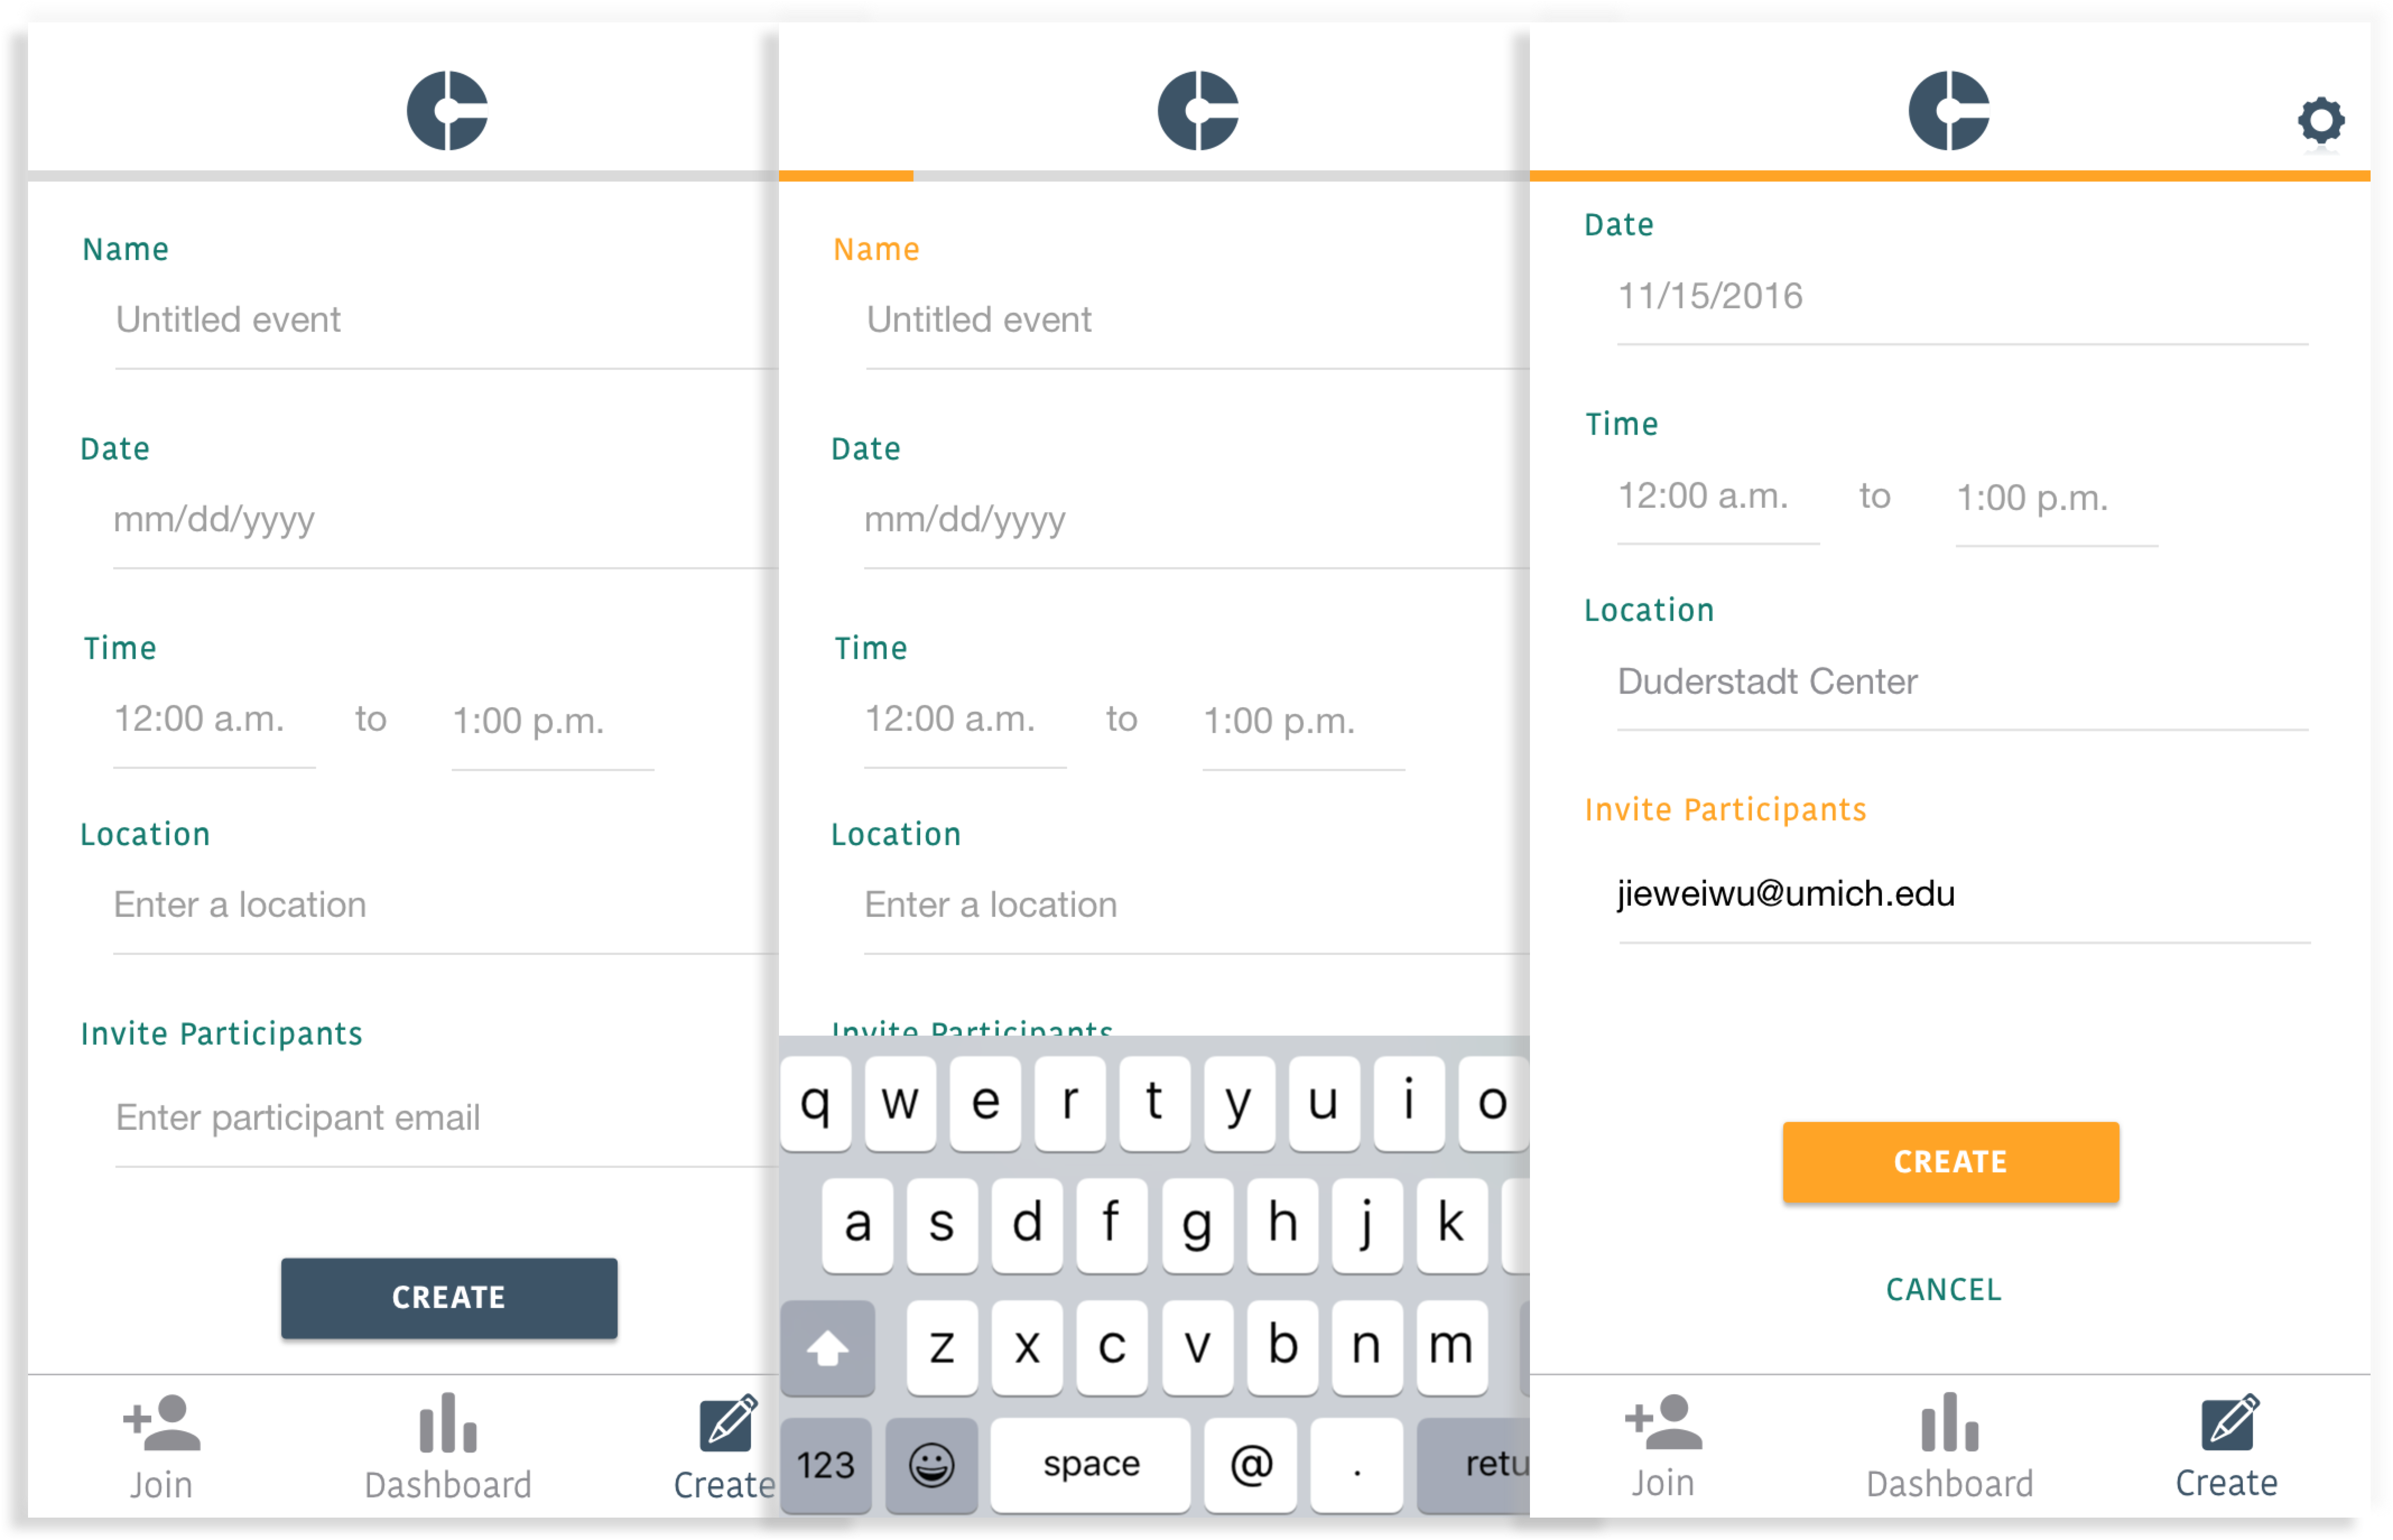 Name
Untitled event
Date
mm/dd/yyyy
Time
12:00 a.m. to 1:00 p.m.
Location
Enter a location
Invite Participants
Enter participant email
CREATE
Join Dashboard Create
Name
Untitled event
Date
mm/dd/yyyy
Time
12:00 a.m. to 1:00 p.m.
Location
Enter a location
Invite Participants
q w e r t y u i o
a s d f g h j k
z x c v b n m
123 space @ . retu
Date
11/15/2016
Time
12:00 a.m. to 1:00 p.m.
Location
Duderstadt Center
Invite Participants
jieweiwu@umich.edu
CREATE
CANCEL
Join Dashboard Create